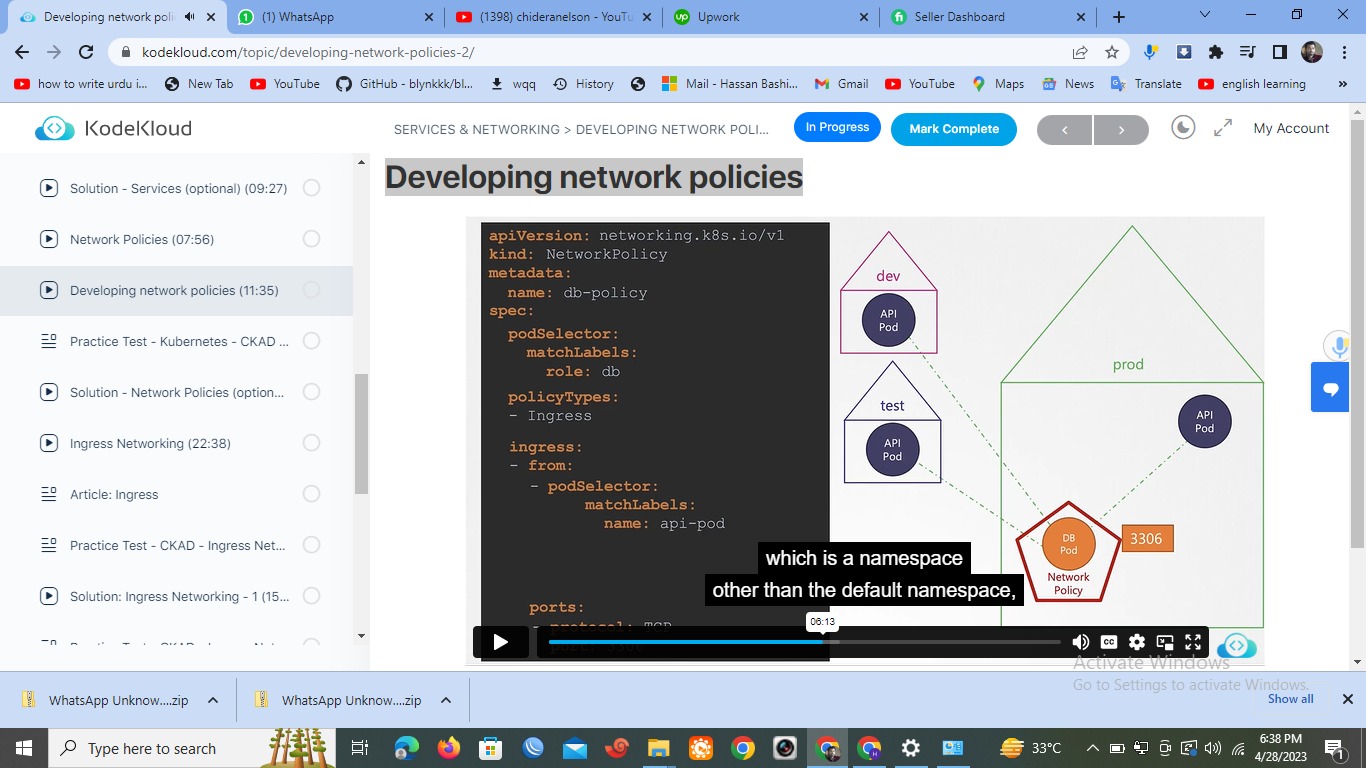 Developing network poli
(1) WhatsApp
(1398) chideranelson - YouTu
Upwork
Seller Dashboard
kodekloud.com/topic/developing-network-policies-2/
how to write urdu i...
New Tab
YouTube
GitHub - blynkkk/bl...
wqq
History
Mail - Hassan Bashi...
Gmail
YouTube
Maps
News
Translate
english learning
»
KodeKloud
SERVICES & NETWORKING > DEVELOPING NETWORK POLI...
In Progress
Mark Complete
My Account
Solution - Services (optional) (09:27)
Network Policies (07:56)
Developing network policies (11:35)
Practice Test - Kubernetes - CKAD ...
Solution - Network Policies (option...
Ingress Networking (22:38)
Article: Ingress
Practice Test - CKAD - Ingress Net...
Solution: Ingress Networking - 1 (15...
Developing network policies
apiVersion: networking.k8s.io/v1
kind: NetworkPolicy
metadata:
name: db-policy
spec:
podSelector:
matchLabels:
role: db
policyTypes:
- Ingress
ingress:
- from:
- podSelector:
matchLabels:
name: api-pod
ports:
- protocol: TCP
port: 3306
dev
API
Pod
test
API
Pod
prod
API
Pod
DB
Pod
Network
Policy
3306
which is a namespace
other than the default namespace,
06:13
CC
Activate Windows
Go to Settings to activate Windows.
WhatsApp Unknow....zip
WhatsApp Unknow....zip
Show all
Type here to search
33°C
6:38 PM
4/28/2023
1